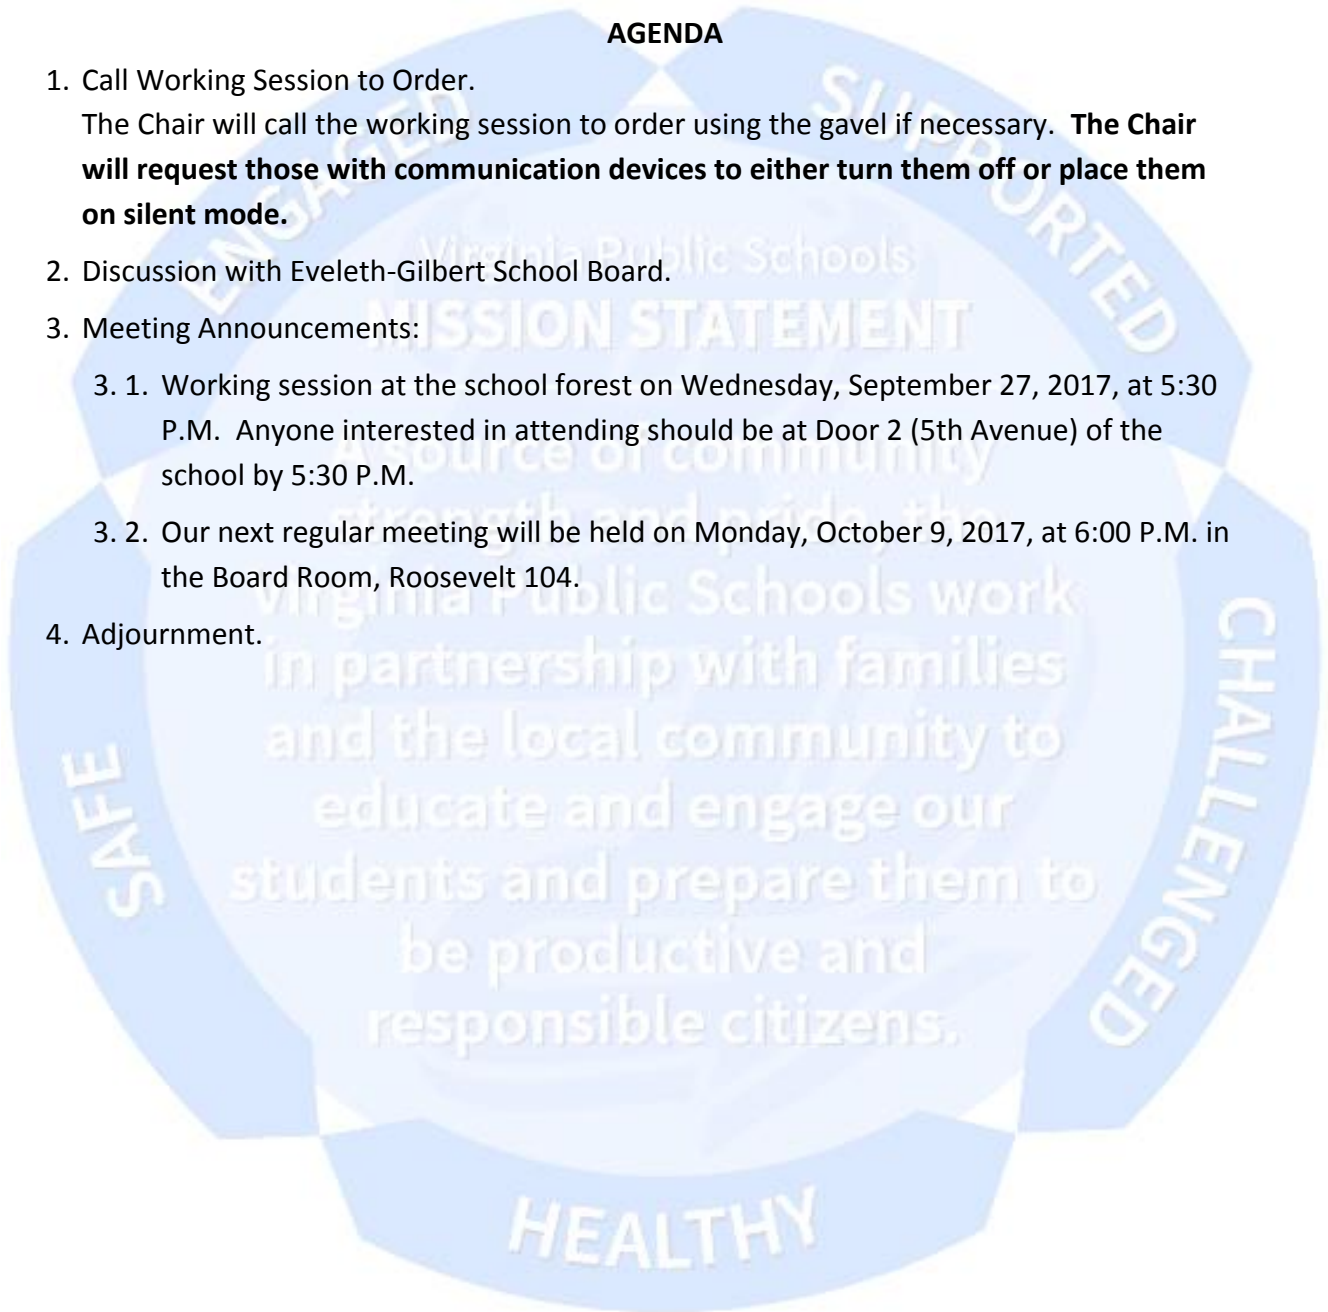 AGENDA
1. Call Working Session to Order.
The Chair will call the working session to order using the gavel if necessary. The Chair
will request those with communication devices to either turn them off or place them
on silent mode.
2. Discussion with Eveleth-Gilbert School Board.
3. Meeting Announcements:
3. 1. Working session at the school forest on Wednesday, September 27, 2017, at 5:30
P.M. Anyone interested in attending should be at Door 2 (5th Avenue) of the
school by 5:30 P.M.
3. 2. Our next regular meeting will be held on Monday, October 9, 2017, at 6:00 P.M. in
the Board Room, Roosevelt 104.
4. Adjournment.
ENGAGED
SUPPORTED
CHALLENGED
HEALTHY
SAFE
Virginia Public Schools
MISSION STATEMENT
A source of community
strength and pride, the
Virginia Public Schools work
in partnership with families
and the local community to
educate and engage our
students and prepare them to
be productive and
responsible citizens.